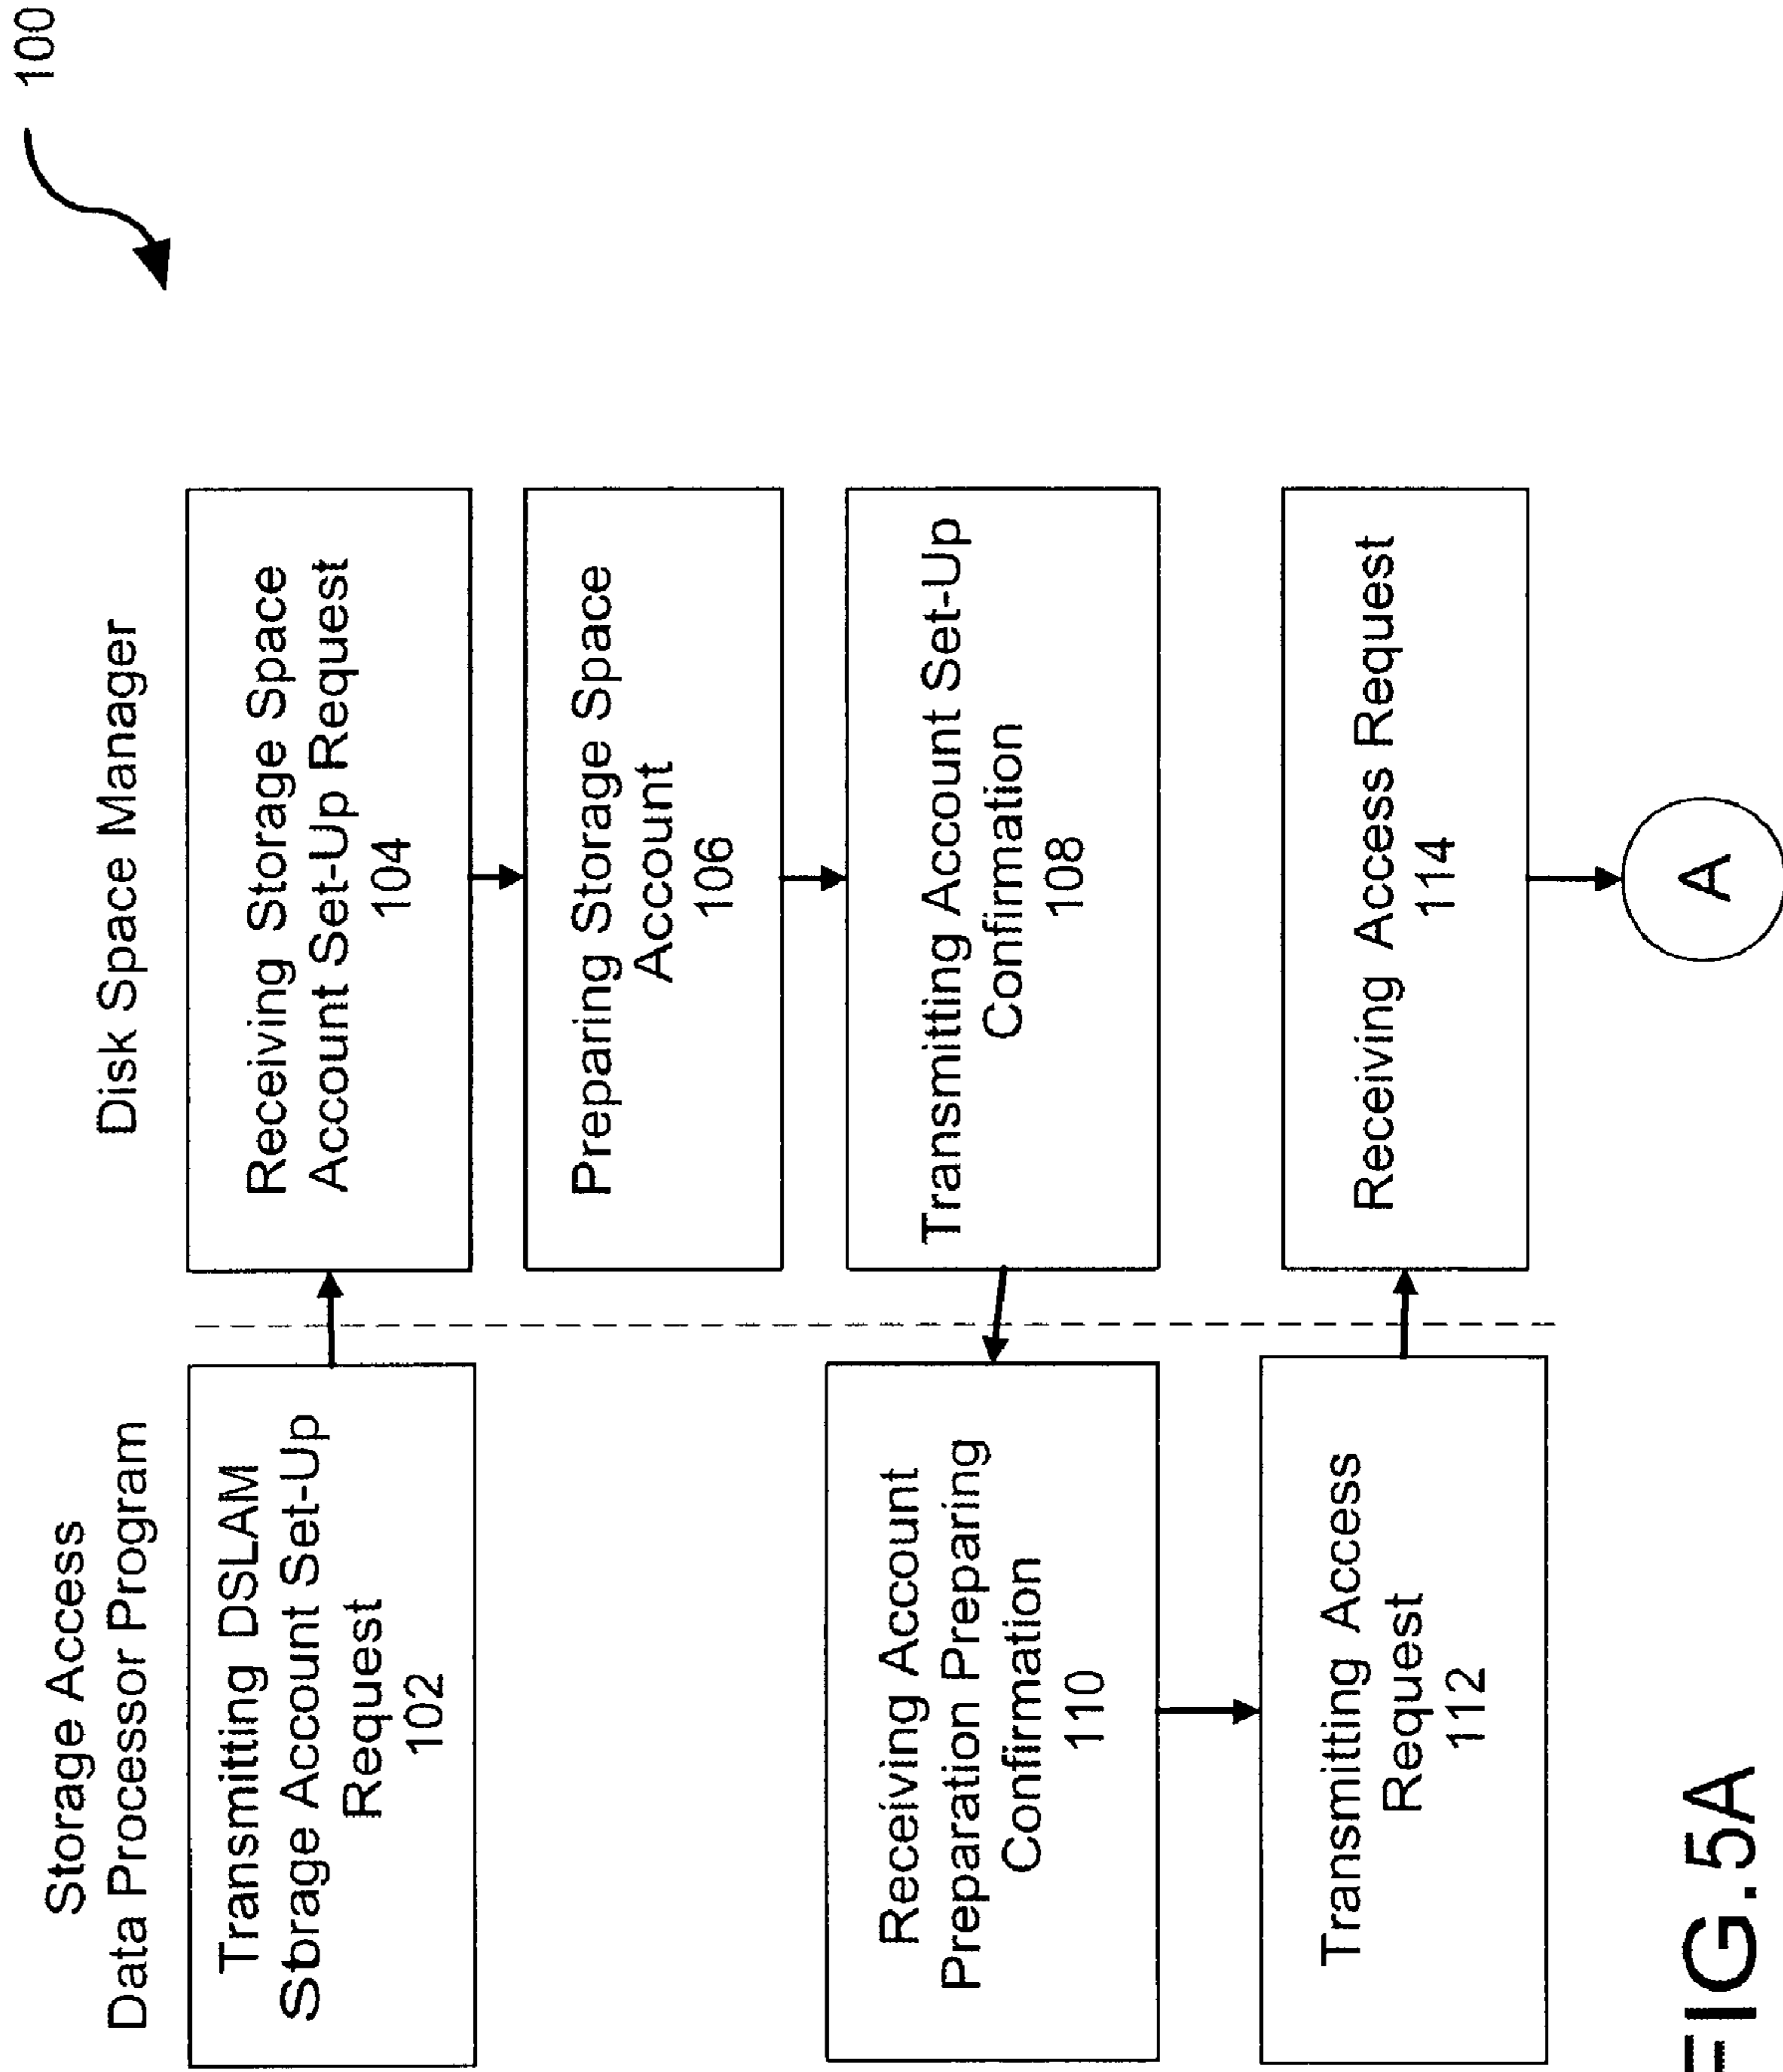 100
Storage Access
Data Processor Program
Disk Space Manager
Transmitting DSLAM
Storage Account Set-Up
Request
102
Receiving Storage Space
Account Set-Up Request
104
Preparing Storage Space
Account
106
Transmitting Account Set-Up
Confirmation
108
Receiving Account
Preparation Preparing
Confirmation
110
Transmitting Access
Request
112
Receiving Access Request
114
A
FIG.5A